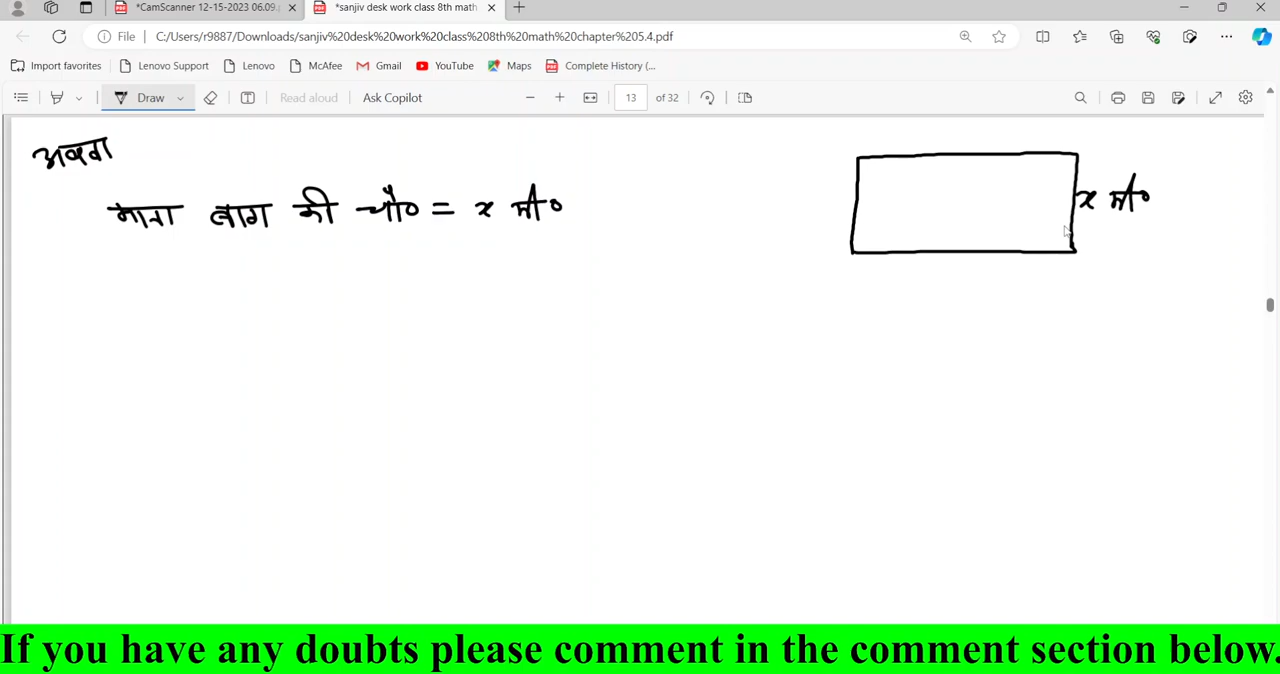 *CamScanner 12-15-2023 06.09.
*sanjiv desk work class 8th math
File C:/Users/r9887/Downloads/sanjiv%20desk%20work%20class%208th%20math%20chapter%205.4.pdf
Import favorites Lenovo Support Lenovo McAfee Gmail YouTube Maps Complete History (...
Draw Read aloud Ask Copilot 13 of 32
अथवा
माना बाग की चौ० = x मी०
x मी०
If you have any doubts please comment in the comment section below.